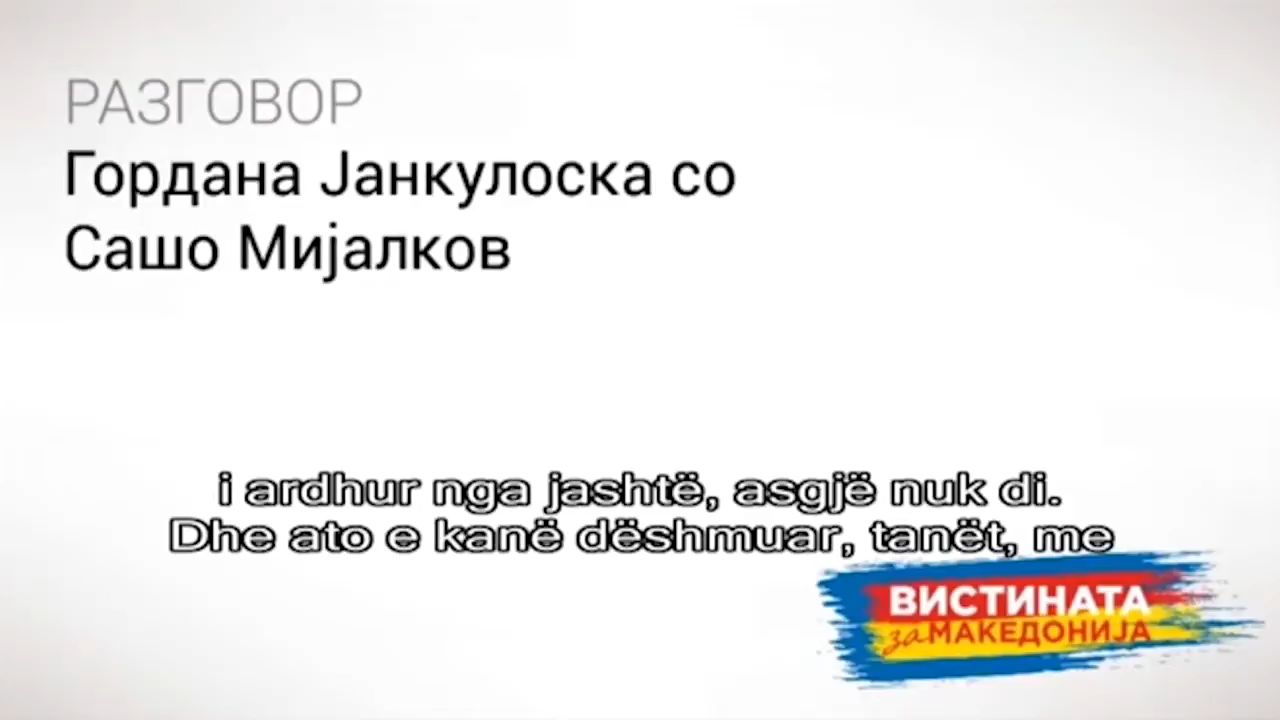 РАЗГОВОР
Гордана Јанкулоска со
Сашо Мијалков
i ardhur nga jashtë, asgjë nuk di.
Dhe ato e kanë dëshmuar, tanët, me
ВИСТИНАТА
за МАКЕДОНИЈА